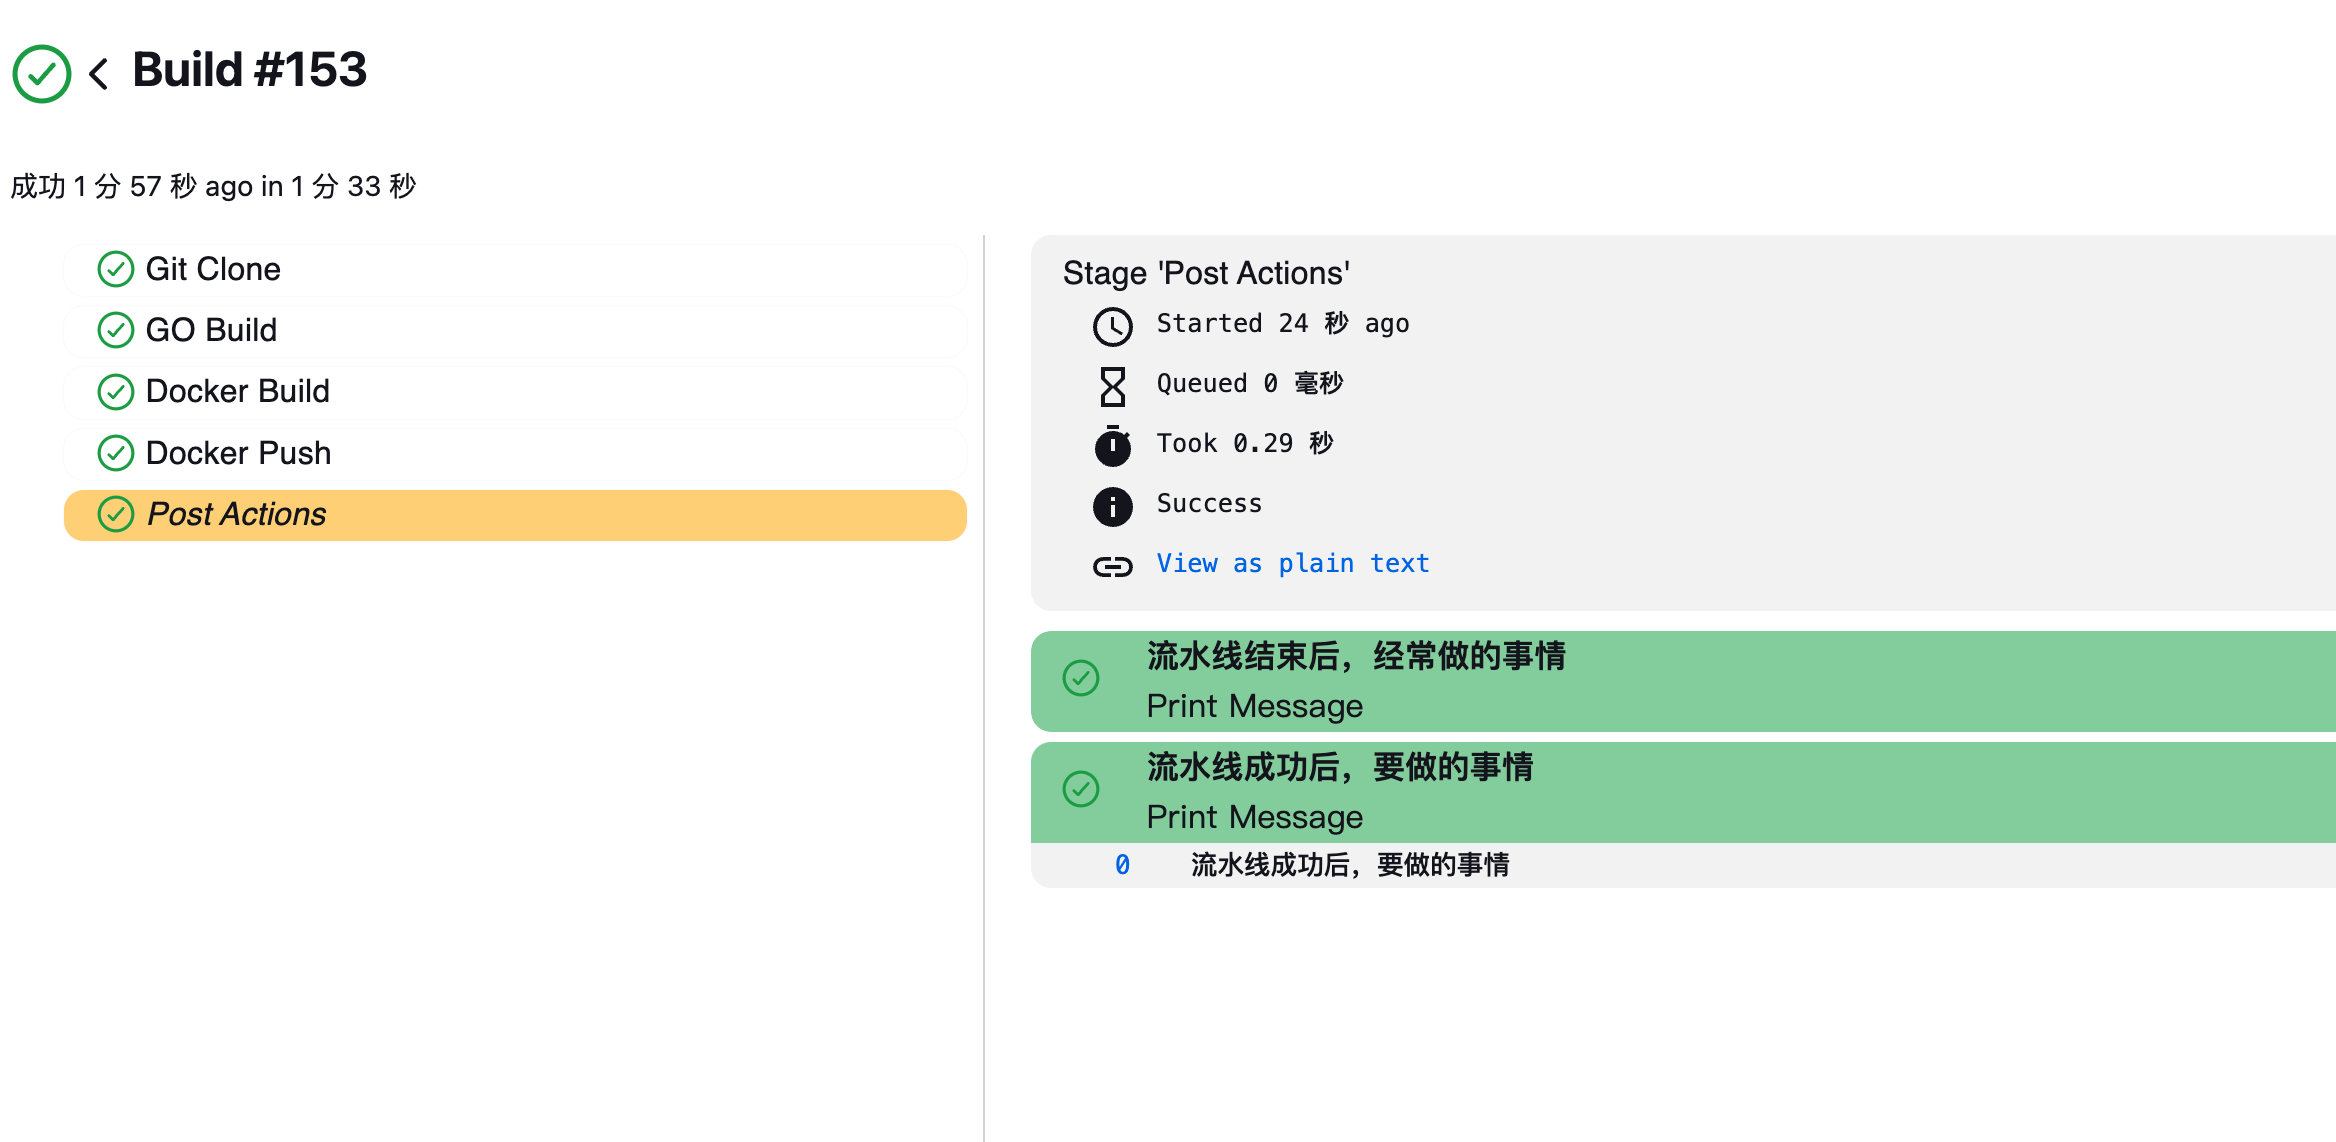 Build #153
成功 1 分 57 秒 ago in 1 分 33 秒
Git Clone
GO Build
Docker Build
Docker Push
Post Actions
Stage 'Post Actions'
Started 24 秒 ago
Queued 0 毫秒
Took 0.29 秒
Success
View as plain text
流水线结束后，经常做的事情
Print Message
流水线成功后，要做的事情
Print Message
0 流水线成功后，要做的事情